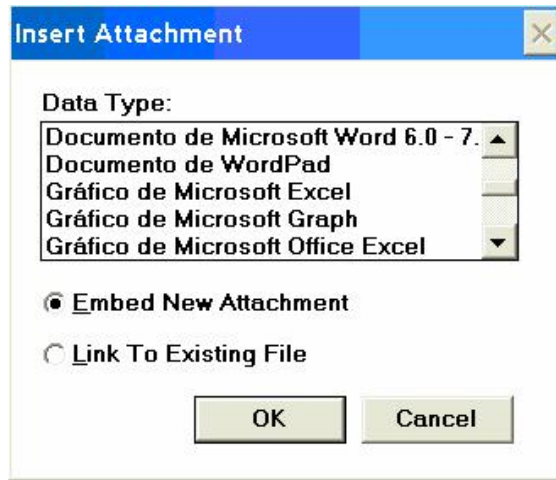 Insert Attachment
Data Type:
Documento de Microsoft Word 6.0 - 7.
Documento de WordPad
Gráfico de Microsoft Excel
Gráfico de Microsoft Graph
Gráfico de Microsoft Office Excel
Embed New Attachment
Link To Existing File
OK Cancel